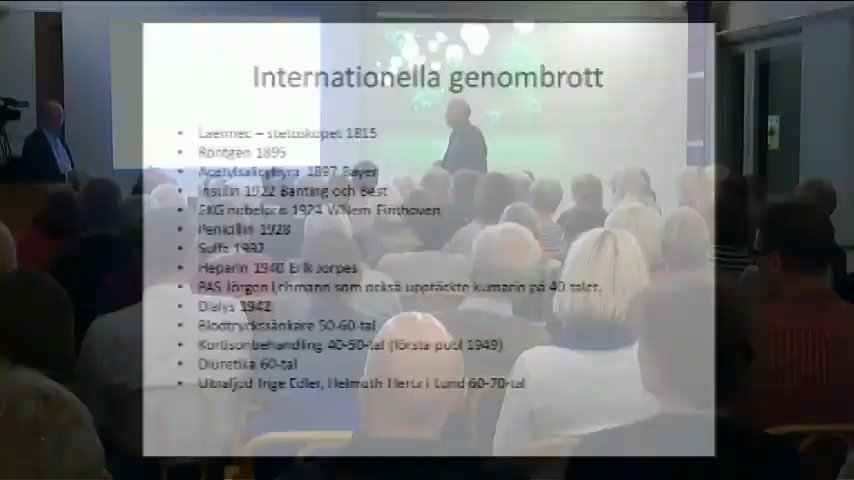 Internationella genombrott
• Laennec – stetoskopet 1815
• Röntgen 1895
• Acetylsalicylsyra 1897 Bayer
• Insulin 1922 Banting och Best
• EKG nobelpris 1924 Willem Einthoven
• Penicillin 1928
• Sulfa 1932
• Heparin 1940 Erik Jorpes
• PAS Jörgen Lehmann som också upptäckte kumarin på 40 talet.
• Dialys 1942
• Blodtryckssänkare 50-60-tal
• Kortisonbehandling 40-50-tal (första publ 1949)
• Diuretika 60-tal
• Ultraljud Inge Edler, Helmuth Hertz i Lund 60-70-tal